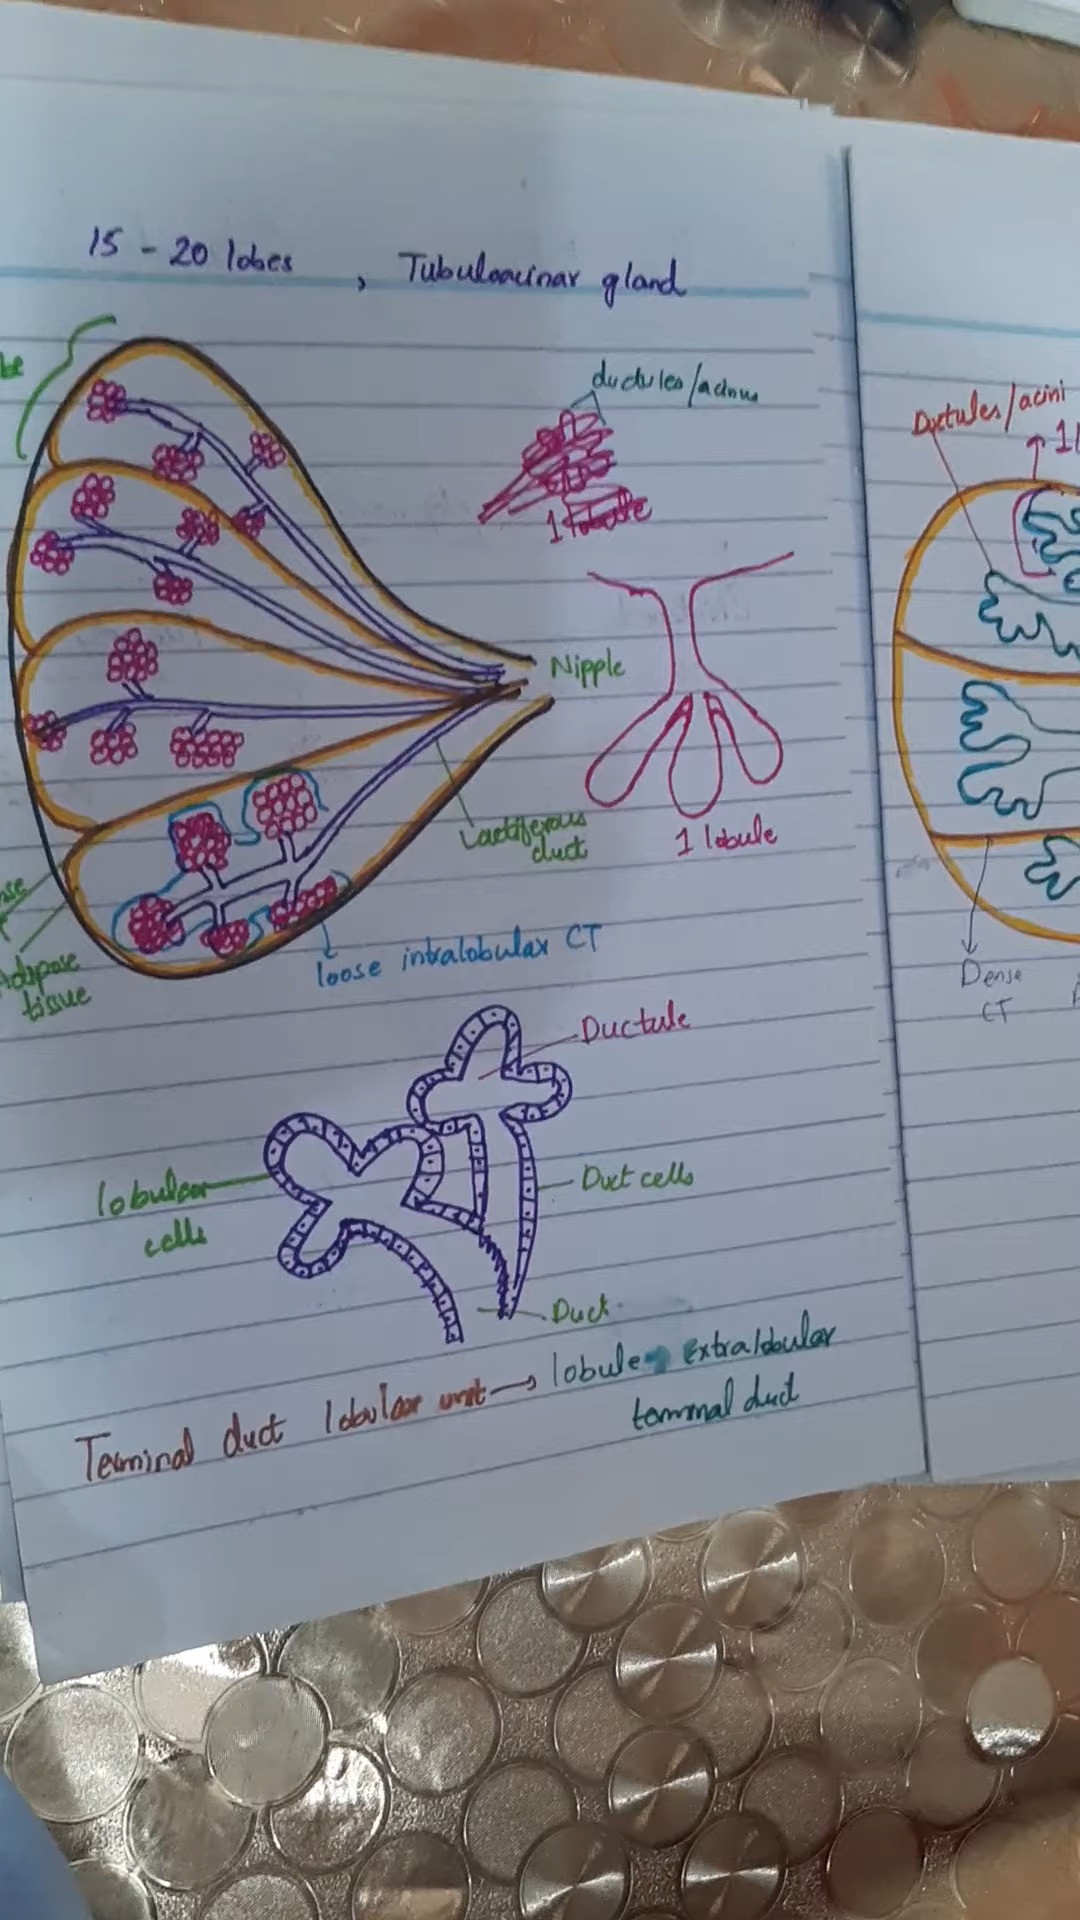 15 - 20 lobes , Tubuloacinar gland
ductules/acinus
1 lobule
Nipple
Lactiferous
duct
1 lobule
Adipose
tissue
loose intralobular CT
Ductule
lobular
cells
Duct cells
Duct
Terminal duct lobular unit → lobule Extralobular
terminal duct
Ductules/acini
Dense
CT